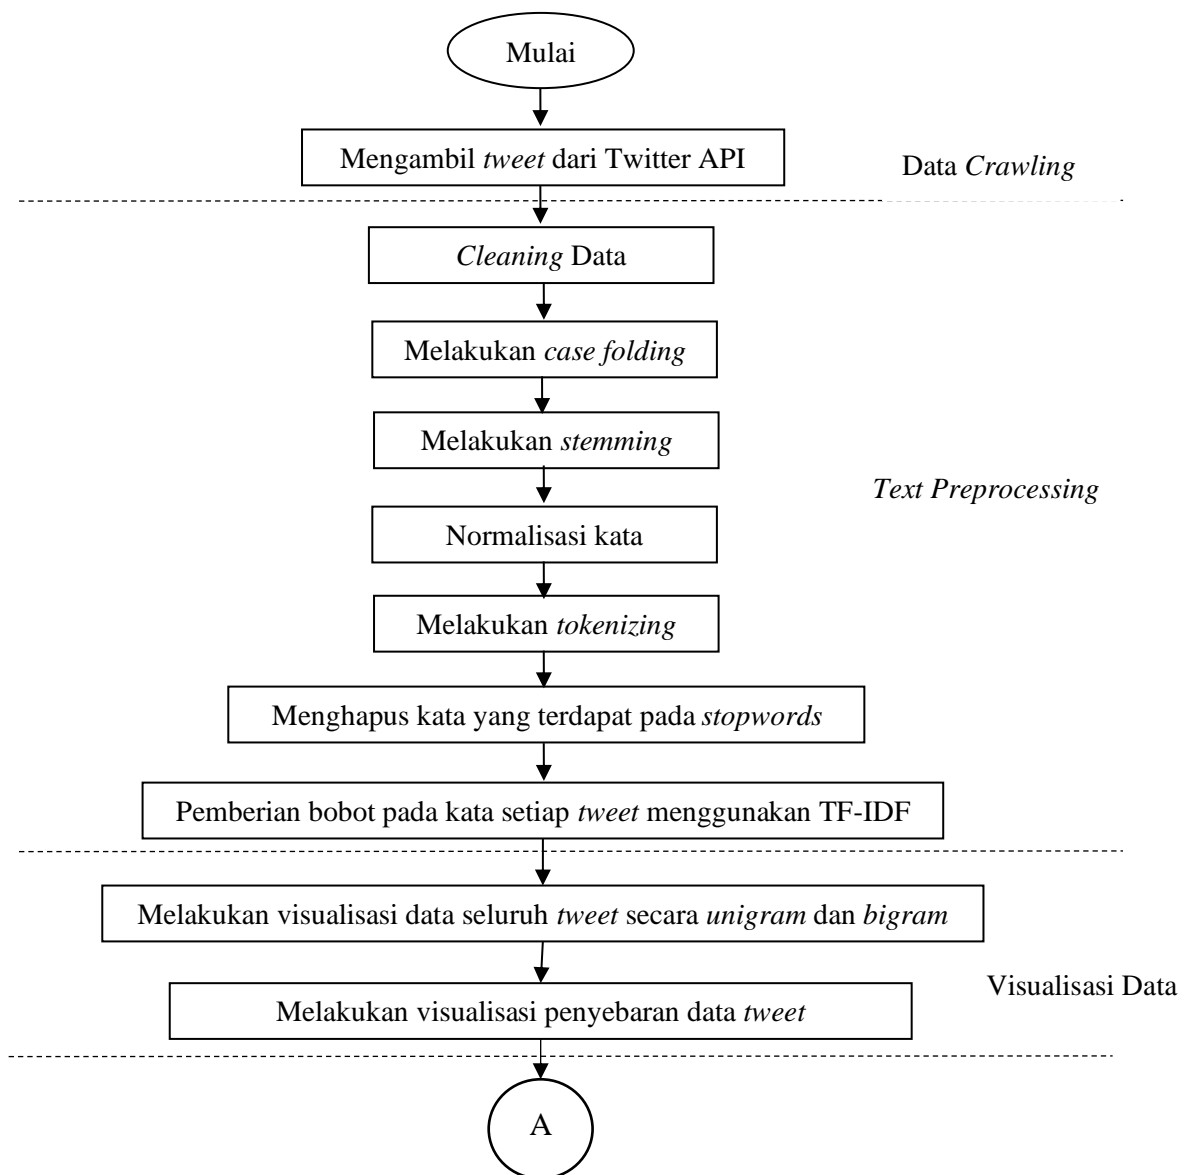 Mulai
Mengambil tweet dari Twitter API
Data Crawling
Cleaning Data
Melakukan case folding
Melakukan stemming
Text Preprocessing
Normalisasi kata
Melakukan tokenizing
Menghapus kata yang terdapat pada stopwords
Pemberian bobot pada kata setiap tweet menggunakan TF-IDF
Melakukan visualisasi data seluruh tweet secara unigram dan bigram
Visualisasi Data
Melakukan visualisasi penyebaran data tweet
A